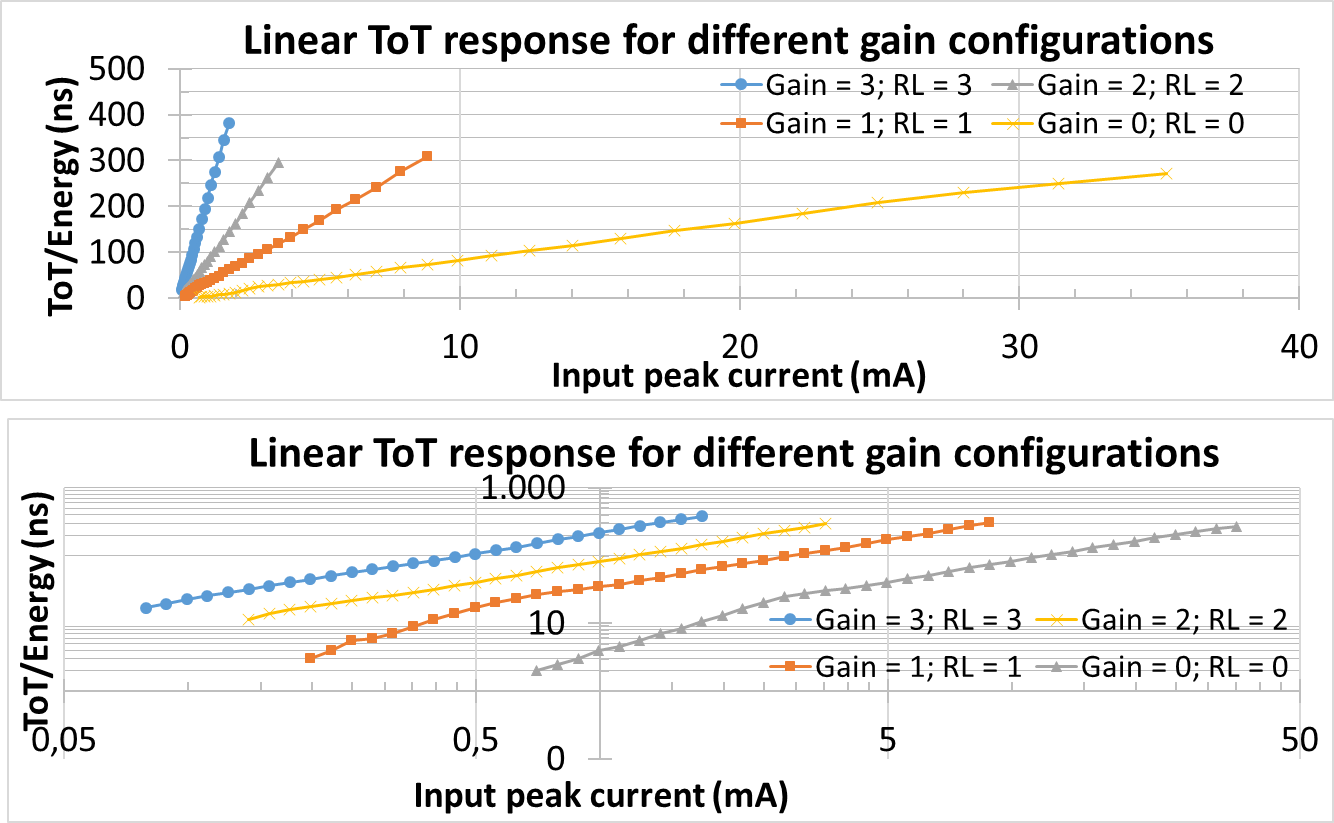 Linear ToT response for different gain configurations
ToT/Energy (ns)
500
400
300
200
100
0
Gain = 3; RL = 3
Gain = 2; RL = 2
Gain = 1; RL = 1
Gain = 0; RL = 0
0 10 20 30 40
Input peak current (mA)
Linear ToT response for different gain configurations
ToT/Energy (ns)
1.000
10
0
Gain = 3; RL = 3
Gain = 2; RL = 2
Gain = 1; RL = 1
Gain = 0; RL = 0
0,05 0,5 5 50
Input peak current (mA)